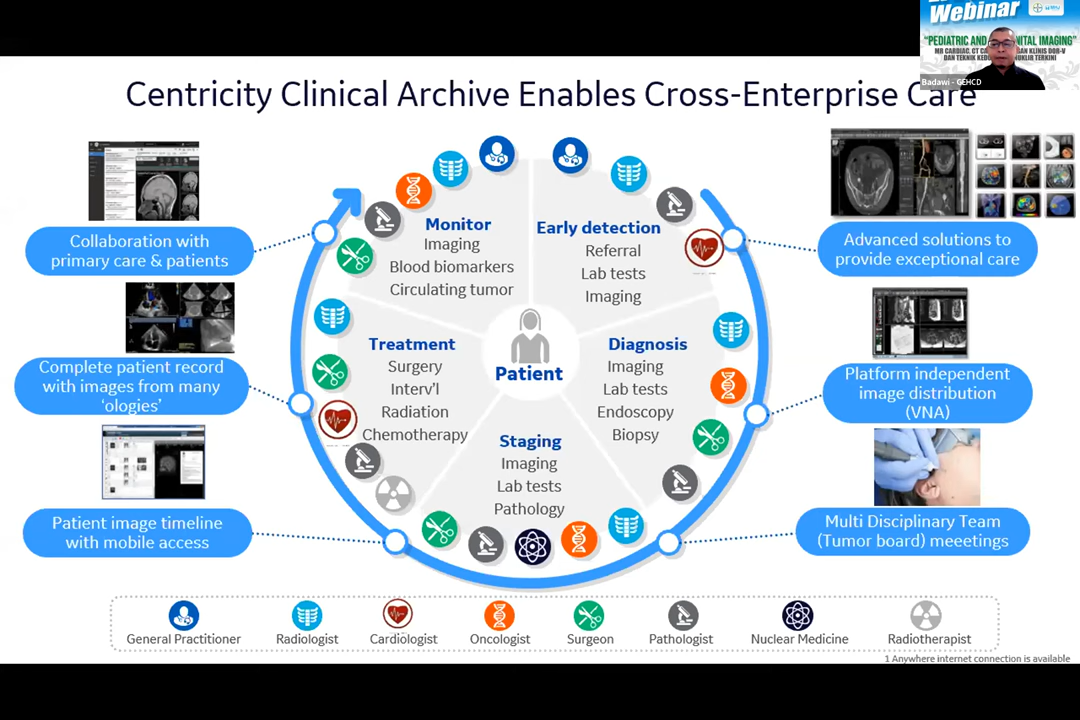 Webinar
"PEDIATRIC AND
NITAL IMAGING"
MR CARDIAC, CT CA
AN KLINIS DOR-V
DAN TEKNIK KEDO
KLIR TERKINI
Badawi - GEHCD
Centricity Clinical Archive Enables Cross-Enterprise Care
Collaboration with
primary care & patients
Complete patient record
with images from many
'ologies'
Patient image timeline
with mobile access
Monitor
Imaging
Blood biomarkers
Circulating tumor
Early detection
Referral
Lab tests
Imaging
Treatment
Surgery
Interv'l
Radiation
Chemotherapy
Patient
Diagnosis
Imaging
Lab tests
Endoscopy
Biopsy
Staging
Imaging
Lab tests
Pathology
Advanced solutions to
provide exceptional care
Platform independent
image distribution
(VNA)
Multi Disciplinary Team
(Tumor board) meeetings
General Practitioner
Radiologist
Cardiologist
Oncologist
Surgeon
Pathologist
Nuclear Medicine
Radiotherapist
1 Anywhere internet connection is available